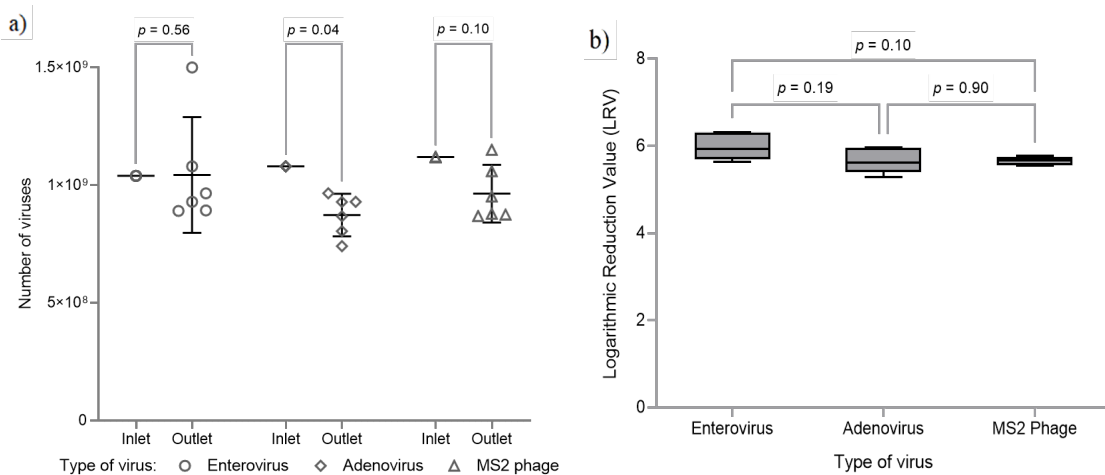 a)
p = 0.56
p = 0.04
p = 0.10
1.5×10⁹
1×10⁹
5×10⁸
0
Number of viruses
Inlet Outlet Inlet Outlet Inlet Outlet
Type of virus: Enterovirus Adenovirus MS2 phage
b)
p = 0.10
p = 0.19
p = 0.90
8
6
4
2
0
Logarithmic Reduction Value (LRV)
Enterovirus Adenovirus MS2 Phage
Type of virus